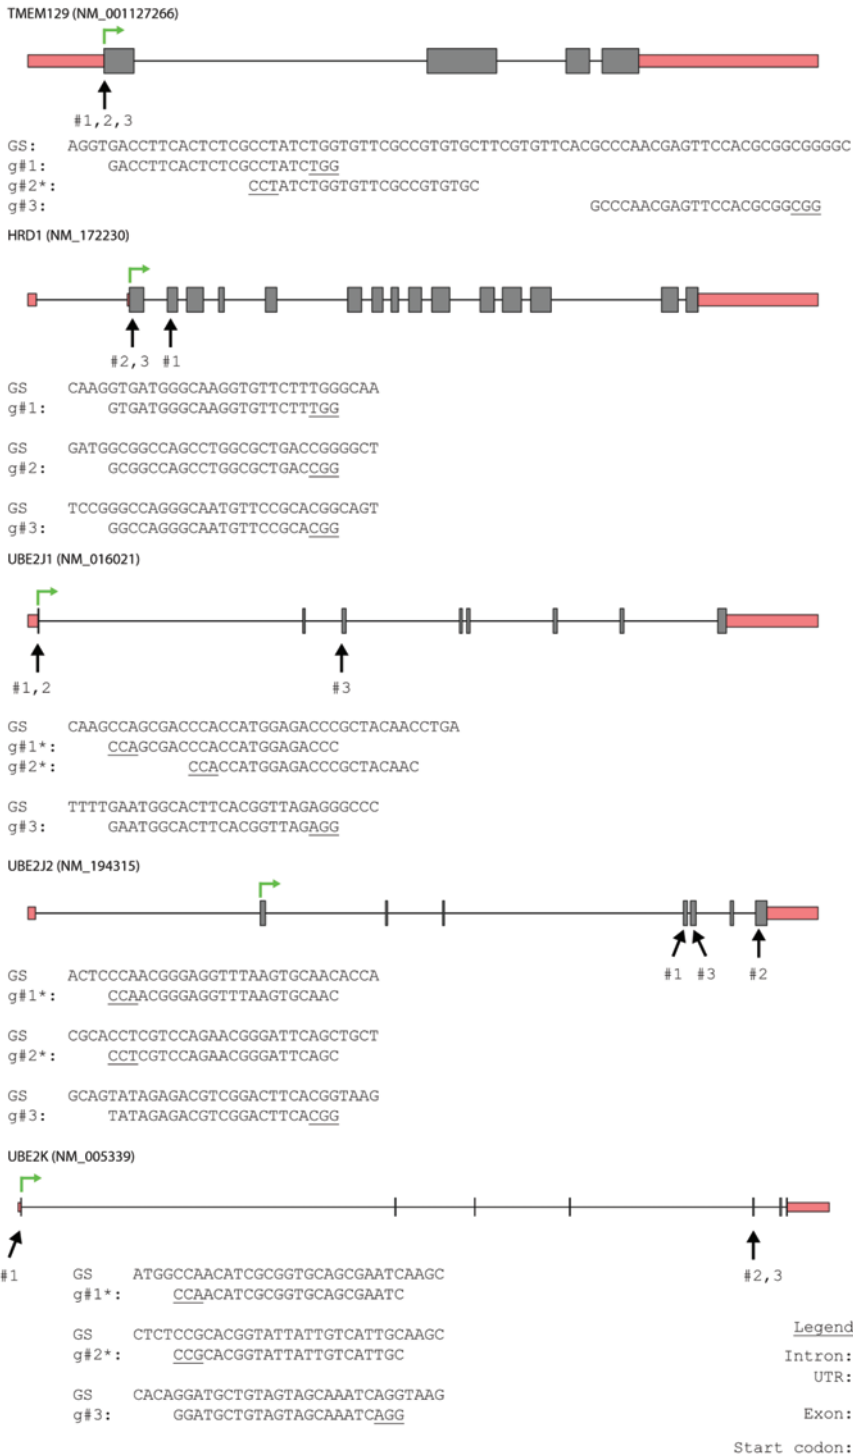 TMEM129 (NM_001127266)
#1,2,3
GS: AGGTGACCTTCACTCTCGCCTATCTGGTGTTCGCCGTGTGCTTCGTGTTCACGCCCAACGAGTTCCACGCGGCGGGGC
g#1: GACCTTCACTCTCGCCTATCTGG
g#2*: CCTATCTGGTGTTCGCCGTGTGC
g#3: GCCCAACGAGTTCCACGCGGCGG
HRD1 (NM_172230)
#2,3 #1
GS CAAGGTGATGGGCAAGGTGTTCTTTGGGCAA
g#1: GTGATGGGCAAGGTGTTCTTTGG
GS GATGGCGGCCAGCCTGGCGCTGACCGGGGCT
g#2: GCGGCCAGCCTGGCGCTGACCGG
GS TCCGGGCCAGGGCAATGTTCCGCACGGCAGT
g#3: GGCCAGGGCAATGTTCCGCACGG
UBE2J1 (NM_016021)
#1,2 #3
GS CAAGCCAGCGACCCACCATGGAGACCCGCTACAACCTGA
g#1*: CCAGCGACCCACCATGGAGACCC
g#2*: CCACCATGGAGACCCGCTACAAC
GS TTTTGAATGGCACTTCACGGTTAGAGGGCCC
g#3: GAATGGCACTTCACGGTTAGAGG
UBE2J2 (NM_194315)
#1 #3 #2
GS ACTCCCAACGGGAGGTTTAAGTGCAACACCA
g#1*: CCAACGGGAGGTTTAAGTGCAAC
GS CGCACCTCGTCCAGAACGGGATTCAGCTGCT
g#2*: CCTCGTCCAGAACGGGATTCAGC
GS GCAGTATAGAGACGTCGGACTTCACGGTAAG
g#3: TATAGAGACGTCGGACTTCACGG
UBE2K (NM_005339)
#1 #2,3
GS ATGGCCAACATCGCGGTGCAGCGAATCAAGC
g#1*: CCAACATCGCGGTGCAGCGAATC
GS CTCTCCGCACGGTATTATTGTCATTGCAAGC
g#2*: CCGCACGGTATTATTGTCATTGC
GS CACAGGATGCTGTAGTAGCAAATCAGGTAAG
g#3: GGATGCTGTAGTAGCAAATCAGG
Legend
Intron:
UTR:
Exon:
Start codon: